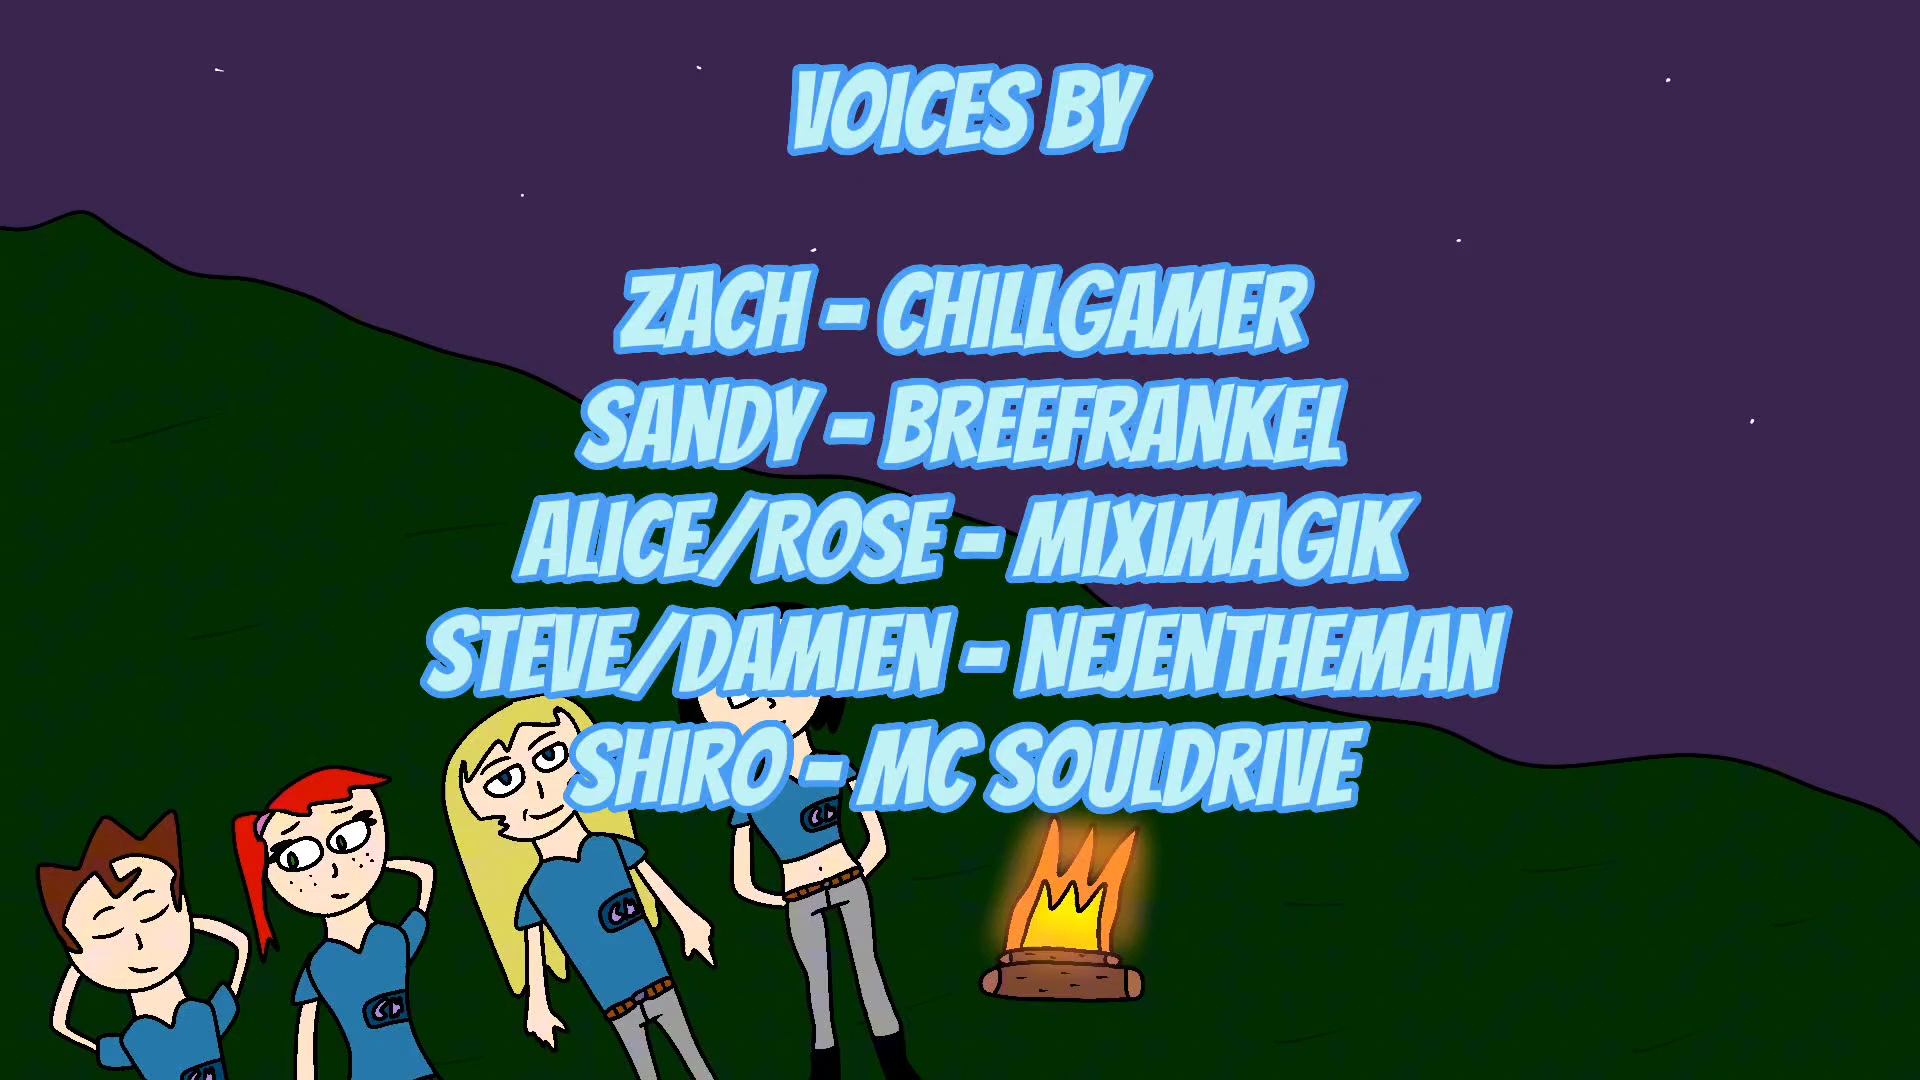 VOICES BY
ZACH - CHILLGAMER
SANDY - BREEFRANKEL
ALICE/ROSE - MIXIMAGIK
STEVE/DAMIEN - NEJENTHEMAN
SHIRO - MC SOULDRIVE